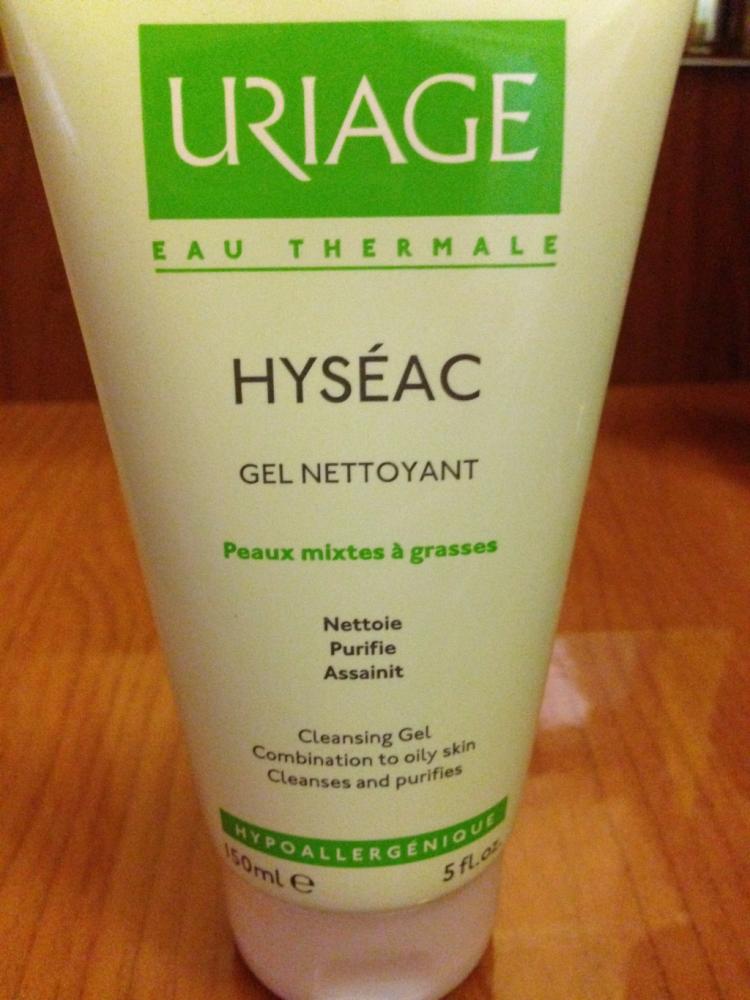 URIAGE
EAU THERMALE
HYSÉAC
GEL NETTOYANT
Peaux mixtes à grasses
Nettoie
Purifie
Assainit
Cleansing Gel
Combination to oily skin
Cleanses and purifies
HYPOALLERGÉNIQUE
150ml e 5 fl.oz.